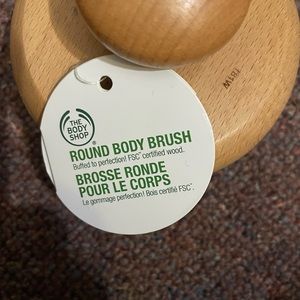 THE
BODY
SHOP®
ROUND BODY BRUSH
Buffed to perfection! FSC® certified wood.
BROSSE RONDE
POUR LE CORPS
Le gommage perfection! Bois certifié FSC®.
T81W